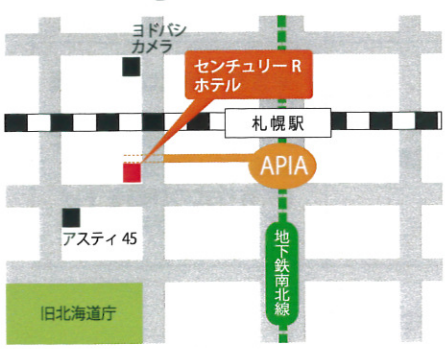 ヨドバシ
カメラ
センチュリー R
ホテル
札幌駅
APIA
アスティ 45
地下鉄南北線
旧北海道庁